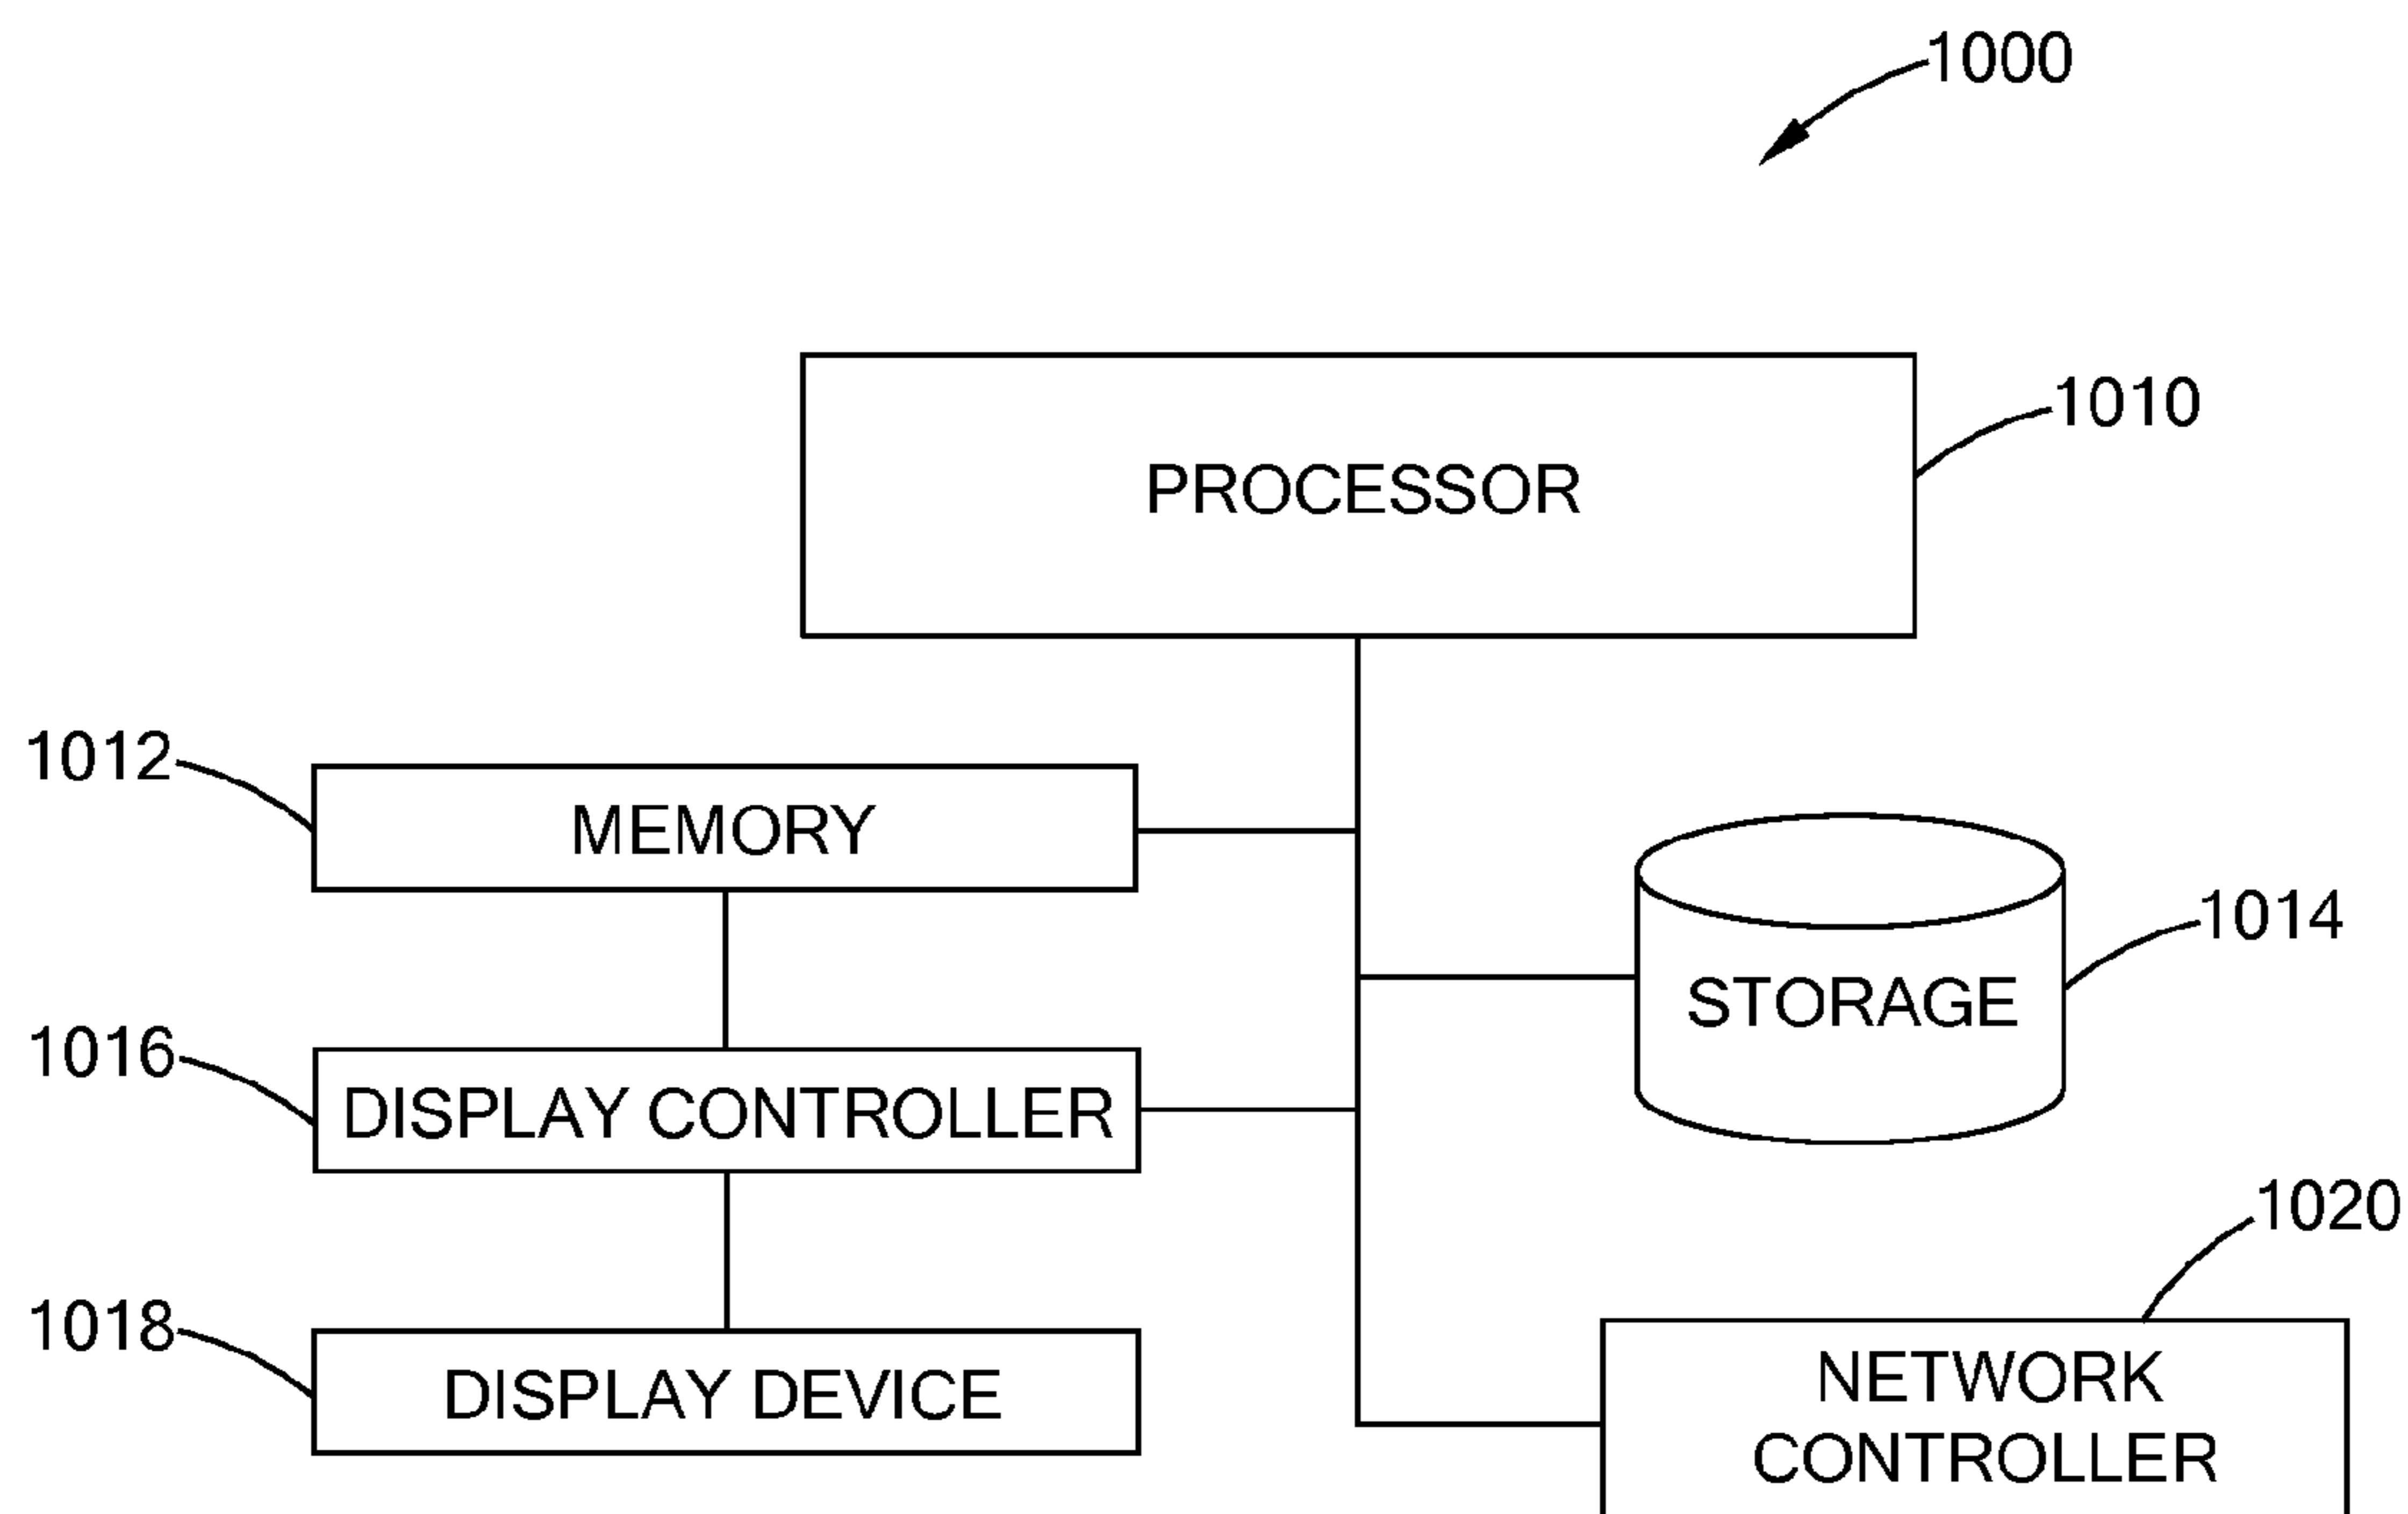 1000
1010
PROCESSOR
1012
MEMORY
1014
STORAGE
1016
DISPLAY CONTROLLER
1020
1018
DISPLAY DEVICE
NETWORK
CONTROLLER